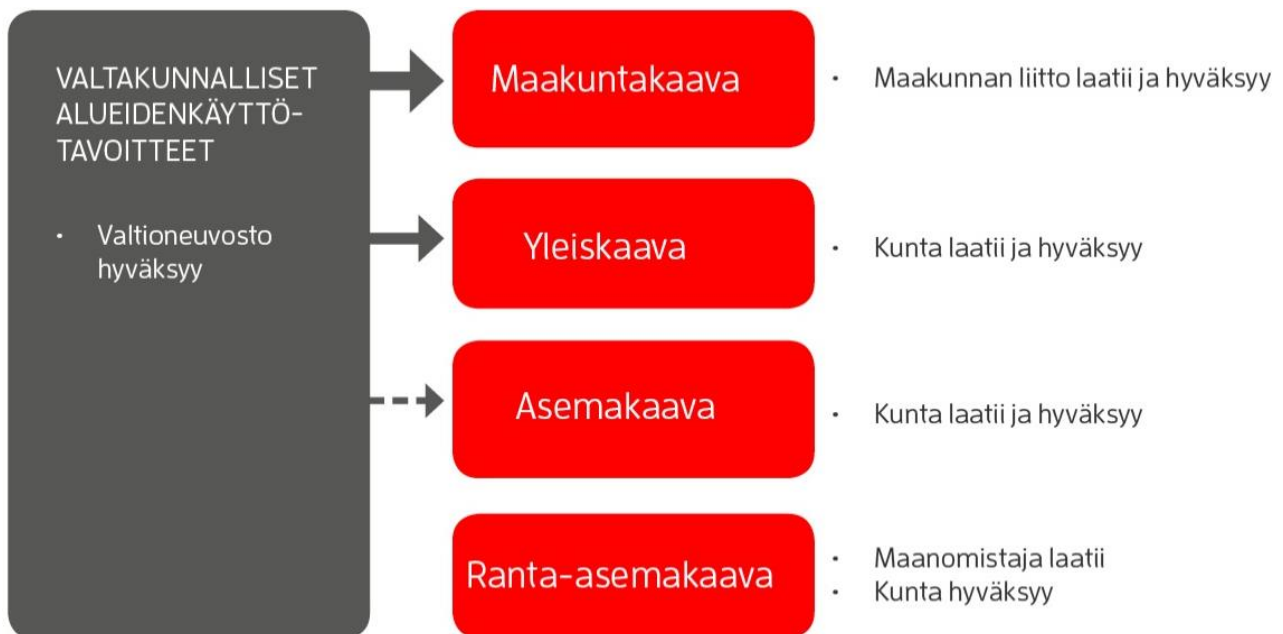 VALTAKUNNALLISET
ALUEIDENKÄYTTÖ-
TAVOITTEET
· Valtioneuvosto
hyväksyy
Maakuntakaava
· Maakunnan liitto laatii ja hyväksyy
Yleiskaava
· Kunta laatii ja hyväksyy
Asemakaava
· Kunta laatii ja hyväksyy
Ranta-asemakaava
· Maanomistaja laatii
· Kunta hyväksyy